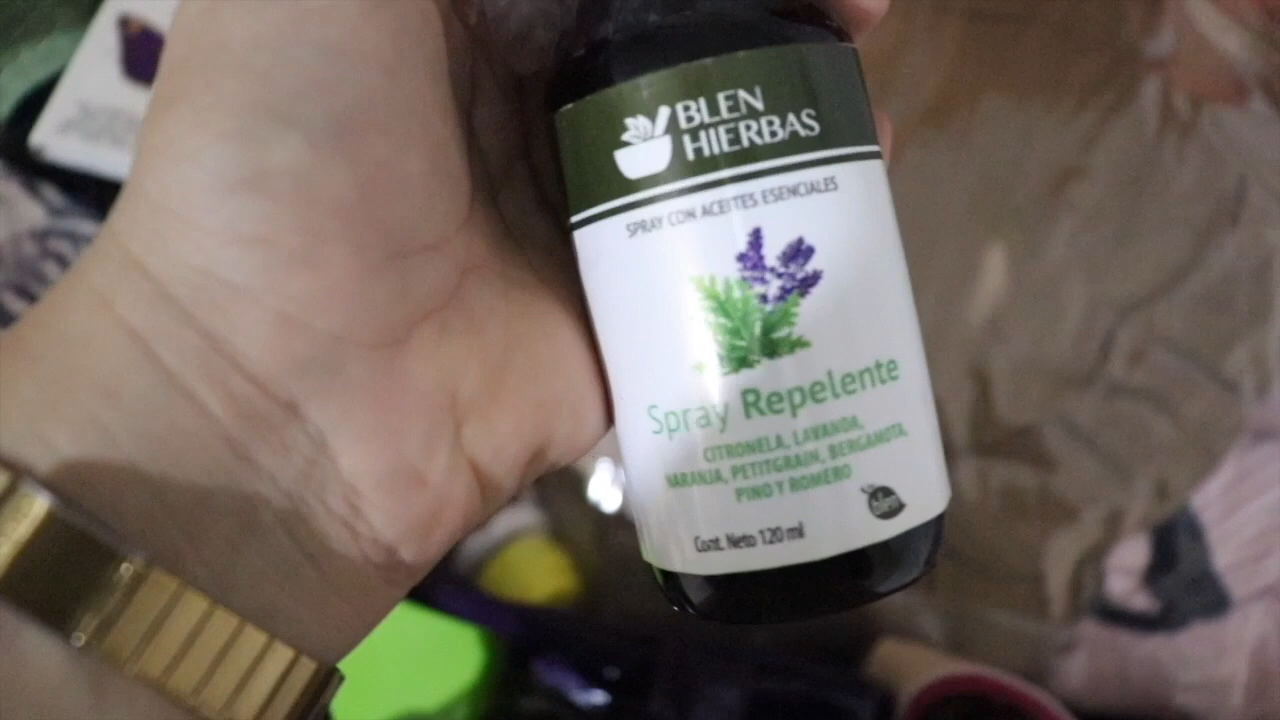 BLEN
HIERBAS
SPRAY CON ACEITES ESENCIALES
Spray Repelente
CITRONELA, LAVANDA,
NARANJA, PETITGRAIN, BERGAMOTA,
PINO Y ROMERO
blen
Cont. Neto 120 ml